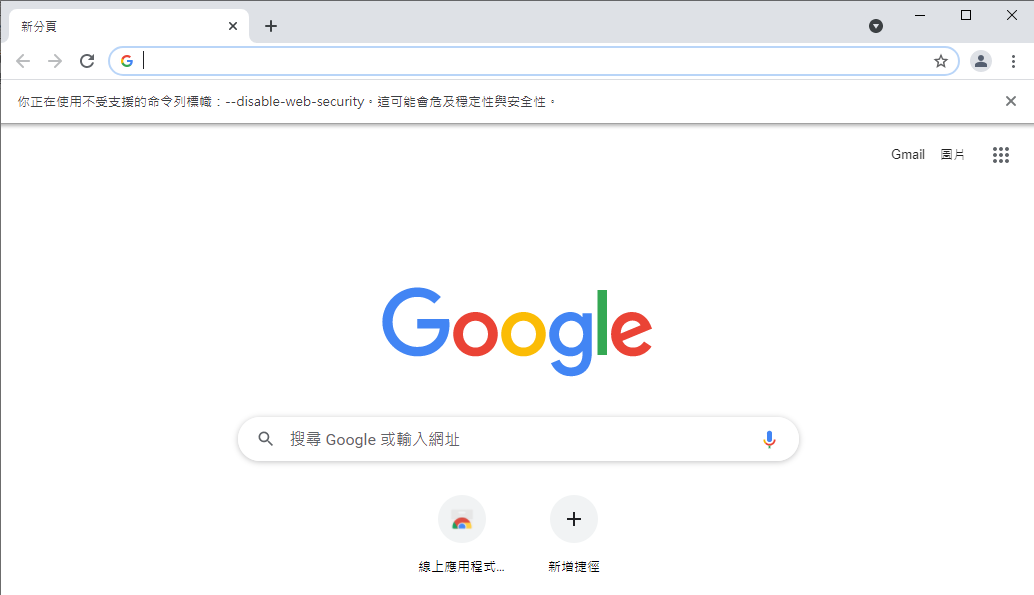 新分頁
你正在使用不受支援的命令列標幟：--disable-web-security。這可能會危及穩定性與安全性。
Gmail 圖片
Google
搜尋 Google 或輸入網址
線上應用程式... 新增捷徑